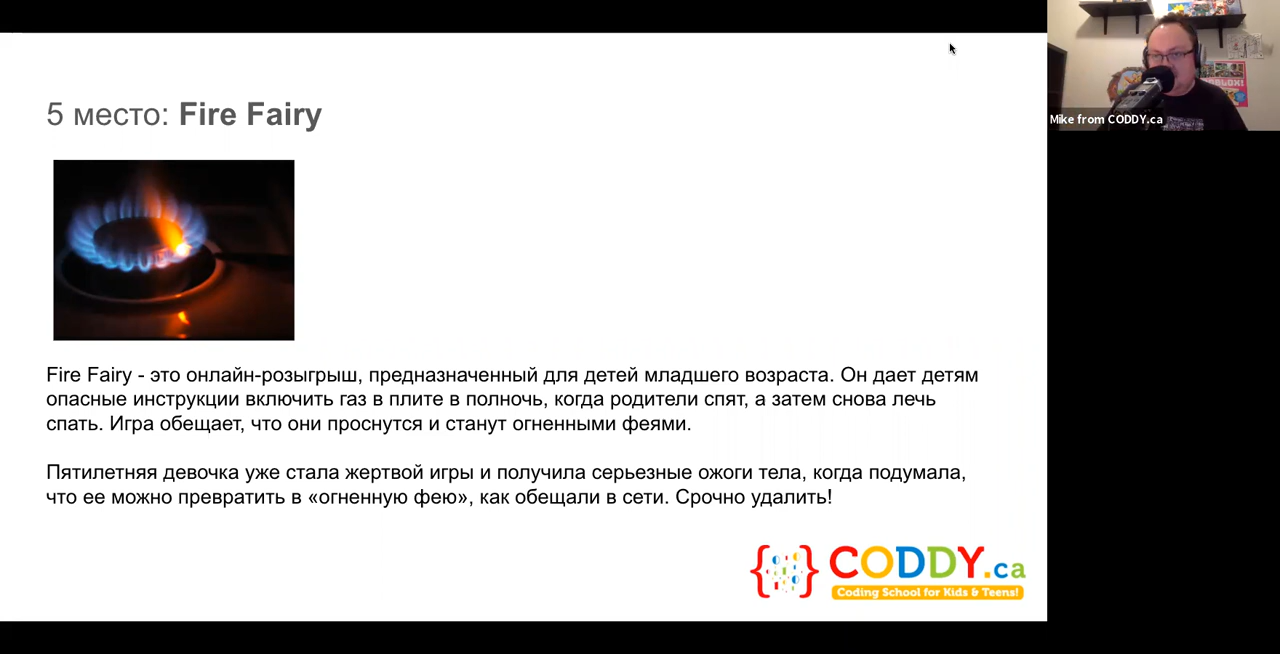 5 место: Fire Fairy
Fire Fairy - это онлайн-розыгрыш, предназначенный для детей младшего возраста. Он дает детям
опасные инструкции включить газ в плите в полночь, когда родители спят, а затем снова лечь
спать. Игра обещает, что они проснутся и станут огненными феями.
Пятилетняя девочка уже стала жертвой игры и получила серьезные ожоги тела, когда подумала,
что ее можно превратить в «огненную фею», как обещали в сети. Срочно удалить!
CODDY.ca
Coding School for Kids & Teens!
Mike from CODDY.ca